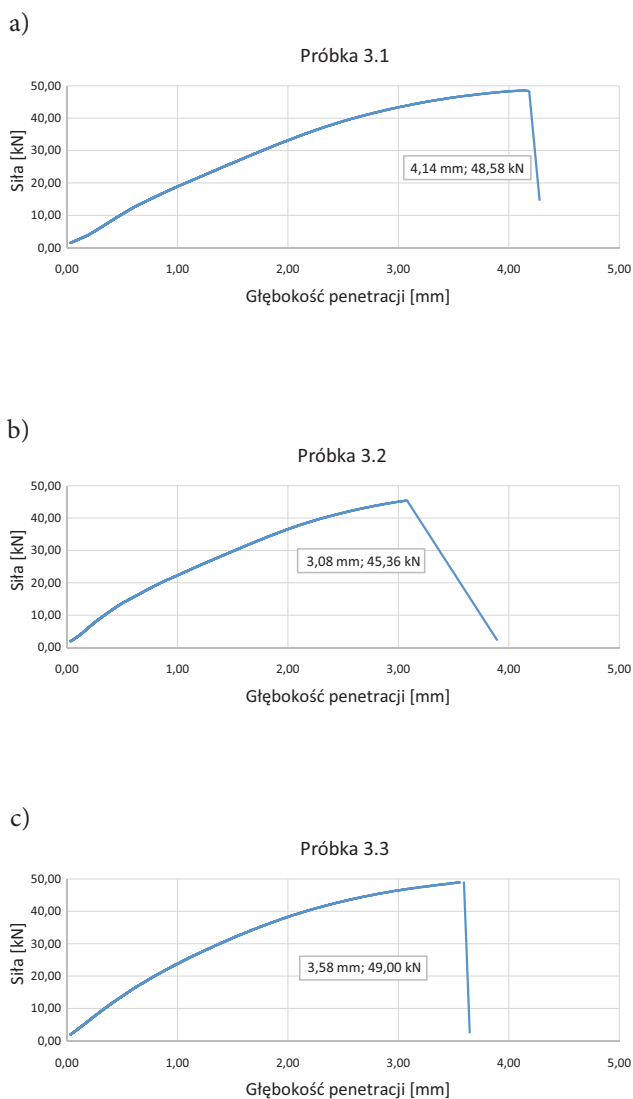 a)
Próbka 3.1
Siła [kN]
50,00
40,00
30,00
20,00
10,00
0,00
4,14 mm; 48,58 kN
0,00 1,00 2,00 3,00 4,00 5,00
Głębokość penetracji [mm]
b)
Próbka 3.2
Siła [kN]
50,00
40,00
30,00
20,00
10,00
0,00
3,08 mm; 45,36 kN
0,00 1,00 2,00 3,00 4,00 5,00
Głębokość penetracji [mm]
c)
Próbka 3.3
Siła [kN]
50,00
40,00
30,00
20,00
10,00
0,00
3,58 mm; 49,00 kN
0,00 1,00 2,00 3,00 4,00 5,00
Głębokość penetracji [mm]